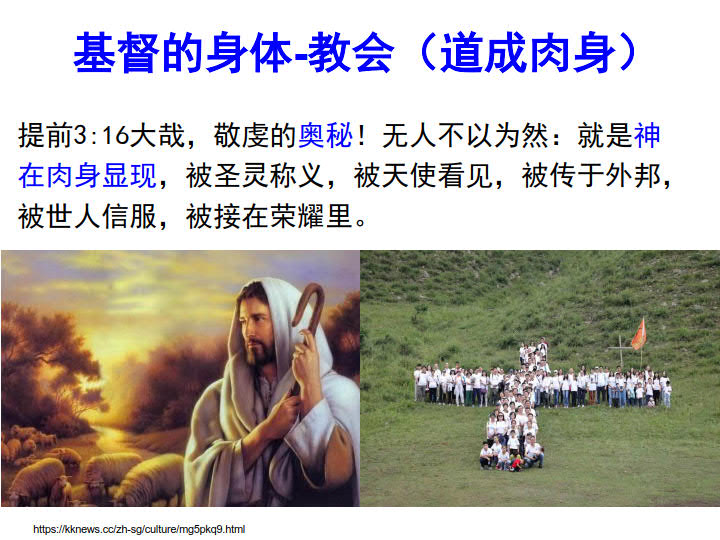 基督的身体-教会（道成肉身）
提前3:16大哉，敬虔的奥秘！无人不以为然：就是神
在肉身显现，被圣灵称义，被天使看见，被传于外邦，
被世人信服，被接在荣耀里。
https://kknews.cc/zh-sg/culture/mg5pkq9.html